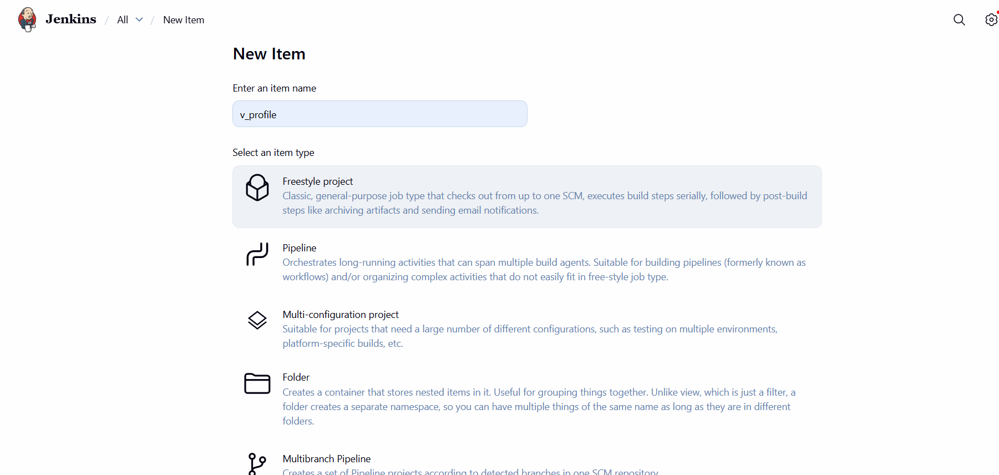 Jenkins / All / New Item
New Item
Enter an item name
v_profile
Select an item type
Freestyle project
Classic, general-purpose job type that checks out from up to one SCM, executes build steps serially, followed by post-build
steps like archiving artifacts and sending email notifications.
Pipeline
Orchestrates long-running activities that can span multiple build agents. Suitable for building pipelines (formerly known as
workflows) and/or organizing complex activities that do not easily fit in free-style job type.
Multi-configuration project
Suitable for projects that need a large number of different configurations, such as testing on multiple environments,
platform-specific builds, etc.
Folder
Creates a container that stores nested items in it. Useful for grouping things together. Unlike view, which is just a filter, a
folder creates a separate namespace, so you can have multiple things of the same name as long as they are in different
folders.
Multibranch Pipeline
Creates a set of Pipeline projects according to detected branches in one SCM repository.